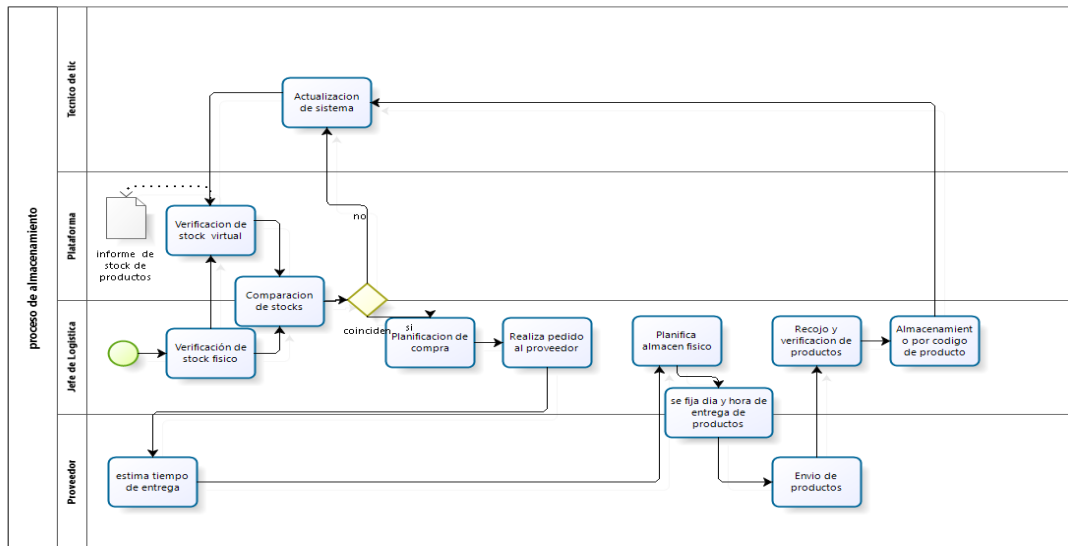 proceso de almacenamiento
Tecnico de tic
Actualizacion
de sistema
Plataforma
informe de
stock de
productos
Verificacion de
stock virtual
Comparacion
de stocks
no
Jefe de Logística
Verificación de
stock fisico
coinciden
si
Planificacion de
compra
Realiza pedido
al proveedor
Planifica
almacen fisico
se fija dia y hora de
entrega de
productos
Recojo y
verificacion de
productos
Almacenamient
o por codigo
de producto
Proveedor
estima tiempo
de entrega
Envio de
productos